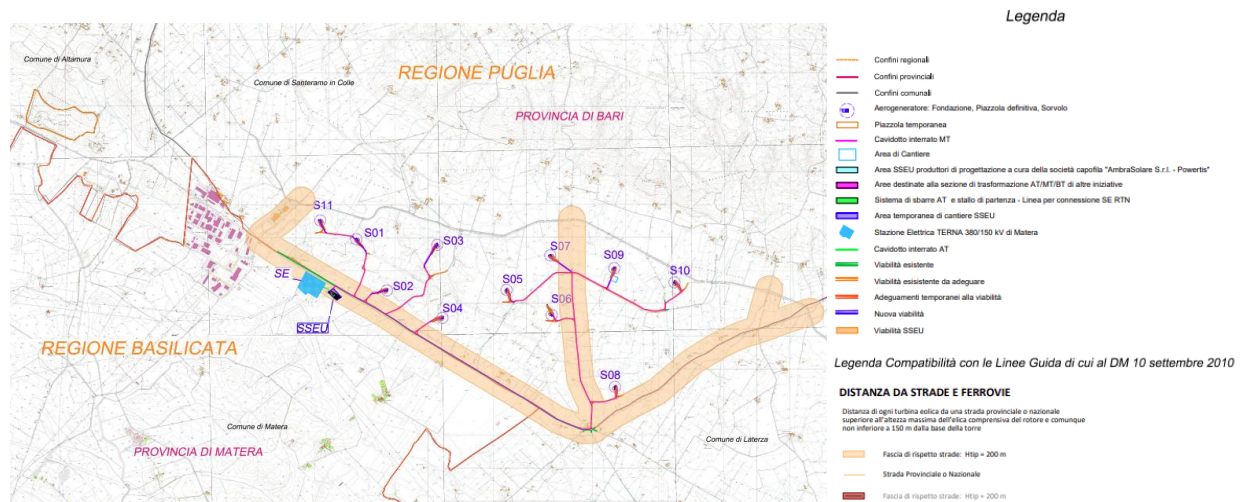 Legenda
Comune di Altamura
Comune di Santeramo in Colle
REGIONE PUGLIA
PROVINCIA DI BARI
S11
S01
S03
S07
S09
S10
SE
S02
S05
S06
S04
SSEU
REGIONE BASILICATA
S08
Comune di Matera
PROVINCIA DI MATERA
Comune di Laterza
Confini regionali
Confini provinciali
Confini comunali
Aerogeneratore: Fondazione, Piazzola definitiva, Sorvolo
Piazzola temporanea
Cavidotto interrato MT
Area di Cantiere
Area SSEU produttori di progettazione a cura della società capofila "AmbraSolare S.r.l. - Powertis"
Aree destinate alla sezione di trasformazione AT/MT/BT di altre iniziative
Sistema di sbarre AT e stallo di partenza - Linea per connessione SE RTN
Area temporanea di cantiere SSEU
Stazione Elettrica TERNA 380/150 kV di Matera
Cavidotto interrato AT
Viabilità esistente
Viabilità esisistente da adeguare
Adeguamenti temporanei alla viabilità
Nuova viabilità
Viabilità SSEU
Legenda Compatibilità con le Linee Guida di cui al DM 10 settembre 2010
DISTANZA DA STRADE E FERROVIE
Distanza di ogni turbina eolica da una strada provinciale o nazionale
superiore all'altezza massima dell'elica comprensiva del rotore e comunque
non inferiore a 150 m dalla base della torre
Fascia di rispetto strade: Htip = 200 m
Strada Provinciale o Nazionale
Fascia di rispetto strade: Htip = 200 m